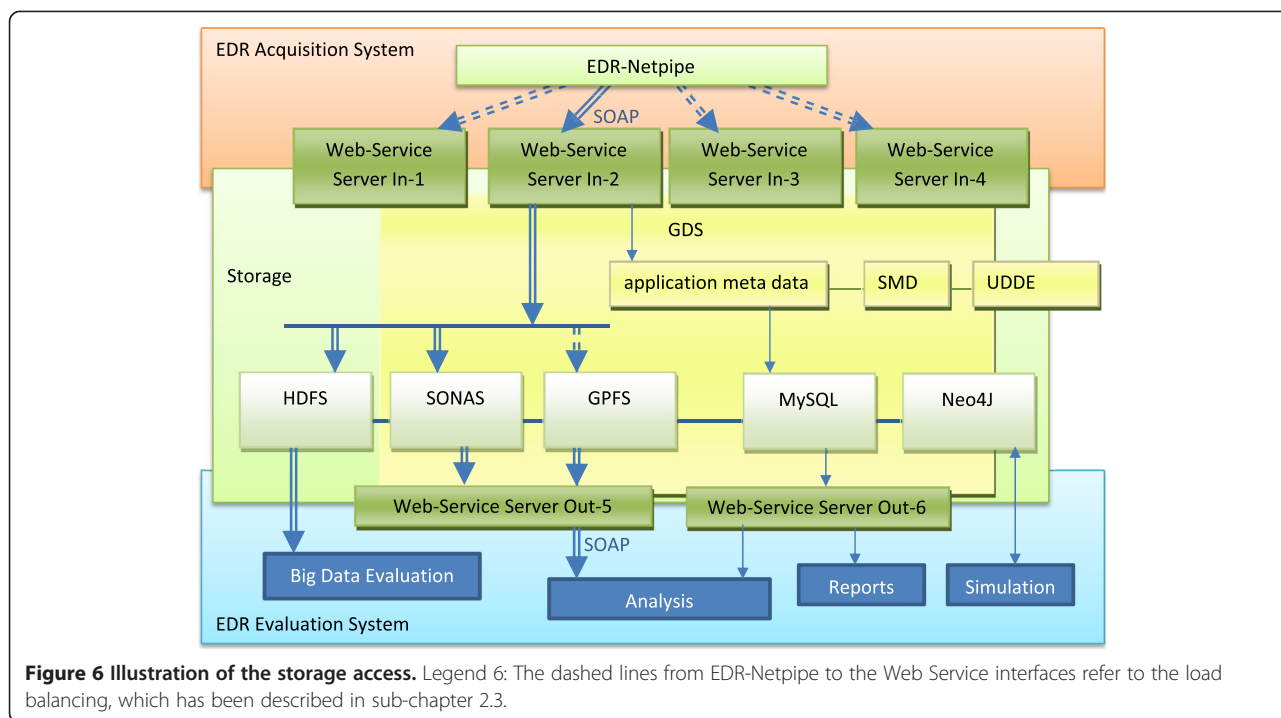 EDR Acquisition System
EDR-Netpipe
SOAP
Web-Service
Server In-1
Web-Service
Server In-2
Web-Service
Server In-3
Web-Service
Server In-4
GDS
Storage
application meta data
SMD
UDDE
HDFS
SONAS
GPFS
MySQL
Neo4J
Web-Service Server Out-5
Web-Service Server Out-6
SOAP
Big Data Evaluation
Analysis
Reports
Simulation
EDR Evaluation System
Figure 6 Illustration of the storage access. Legend 6: The dashed lines from EDR-Netpipe to the Web Service interfaces refer to the load
balancing, which has been described in sub-chapter 2.3.